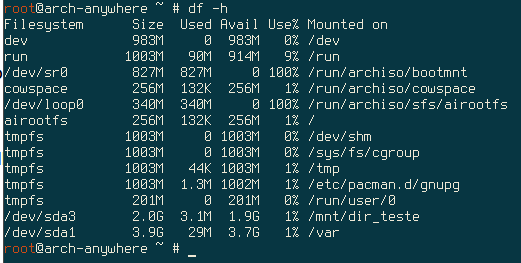 root@arch-anywhere ~ # df -h
Filesystem      Size  Used Avail Use% Mounted on
dev             983M     0  983M   0% /dev
run            1003M   90M  914M   9% /run
/dev/sr0        827M  827M     0 100% /run/archiso/bootmnt
cowspace        256M  132K  256M   1% /run/archiso/cowspace
/dev/loop0      340M  340M     0 100% /run/archiso/sfs/airootfs
airootfs        256M  132K  256M   1% /
tmpfs          1003M     0 1003M   0% /dev/shm
tmpfs          1003M     0 1003M   0% /sys/fs/cgroup
tmpfs          1003M   44K 1003M   1% /tmp
tmpfs          1003M  1.3M 1002M   1% /etc/pacman.d/gnupg
tmpfs           201M     0  201M   0% /run/user/0
/dev/sda3       2.0G  3.1M  1.9G   1% /mnt/dir_teste
/dev/sda1       3.9G   29M  3.7G   1% /var
root@arch-anywhere ~ #